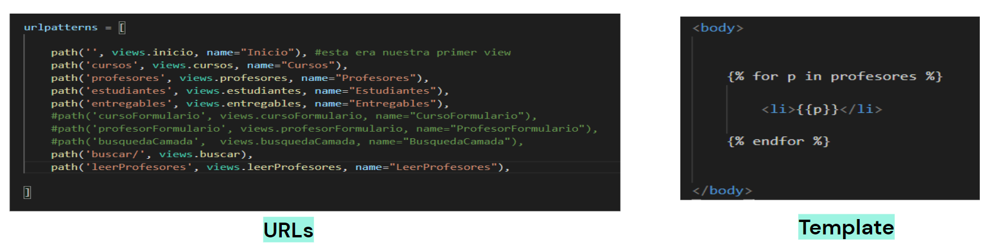 urlpatterns = [
path('', views.inicio, name="Inicio"), #esta era nuestra primer view
path('cursos', views.cursos, name="Cursos"),
path('profesores', views.profesores, name="Profesores"),
path('estudiantes', views.estudiantes, name="Estudiantes"),
path('entregables', views.entregables, name="Entregables"),
#path('cursoFormulario', views.cursoFormulario, name="CursoFormulario"),
#path('profesorFormulario', views.profesorFormulario, name="ProfesorFormulario"),
#path('busquedaCamada',  views.busquedaCamada, name="BusquedaCamada"),
path('buscar/', views.buscar),
path('leerProfesores', views.leerProfesores, name="LeerProfesores"),
]
URLs
<body>
{% for p in profesores %}
<li>{{p}}</li>
{% endfor %}
</body>
Template